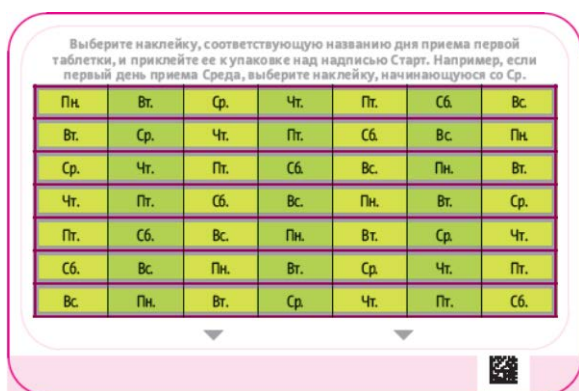 Выберите наклейку, соответствующую названию дня приема первой
таблетки, и приклейте ее к упаковке над надписью Старт. Например, если
первый день приема Среда, выберите наклейку, начинающуюся со Ср.
Пн. Вт. Ср. Чт. Пт. Сб. Вс.
Вт. Ср. Чт. Пт. Сб. Вс. Пн.
Ср. Чт. Пт. Сб. Вс. Пн. Вт.
Чт. Пт. Сб. Вс. Пн. Вт. Ср.
Пт. Сб. Вс. Пн. Вт. Ср. Чт.
Сб. Вс. Пн. Вт. Ср. Чт. Пт.
Вс. Пн. Вт. Ср. Чт. Пт. Сб.